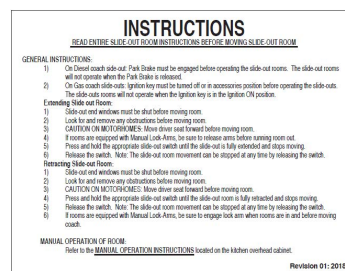 INSTRUCTIONS
READ ENTIRE SLIDE-OUT ROOM INSTRUCTIONS BEFORE MOVING SLIDE-OUT ROOM
GENERAL INSTRUCTIONS:
1) On Diesel coach side-out: Park Brake must be engaged before operating the slide-out rooms. The slide-out rooms
will not operate when the Park Brake is released.
2) On Gas coach slide-outs: Ignition key must be turned off or in accessories position before operating the slide-outs.
The slide-outs rooms will not operate when the Ignition key is in the Ignition ON position.
Extending Slide out Room:
1) Slide-out end windows must be shut before moving room.
2) Look for and remove any obstructions before moving room.
3) CAUTION ON MOTORHOMES: Move driver seat forward before moving room.
4) If rooms are equipped with Manual Lock-Arms, be sure to release arms before running room out.
5) Press and hold the appropriate slide-out switch until the slide-out is fully extended and stops moving.
6) Release the switch. Note: The slide-out room movement can be stopped at any time by releasing the switch.
Retracting Slide-out Room:
1) Slide-out end windows must be shut before moving room.
2) Look for and remove any obstructions before moving room.
3) CAUTION ON MOTORHOMES: Move driver seat forward before moving room.
4) Press and hold the appropriate slide-out switch until the slide-out room is fully retracted and stops moving.
5) Release the switch. Note: The slide-out room movement can be stopped at any time by releasing the switch.
6) If rooms are equipped with Manual Lock-Arms, be sure to engage lock arm when rooms are in and before moving
coach.
MANUAL OPERATION OF ROOM:
Refer to the MANUAL OPERATION INSTRUCTIONS located on the kitchen overhead cabinet.
Revision 01: 2018